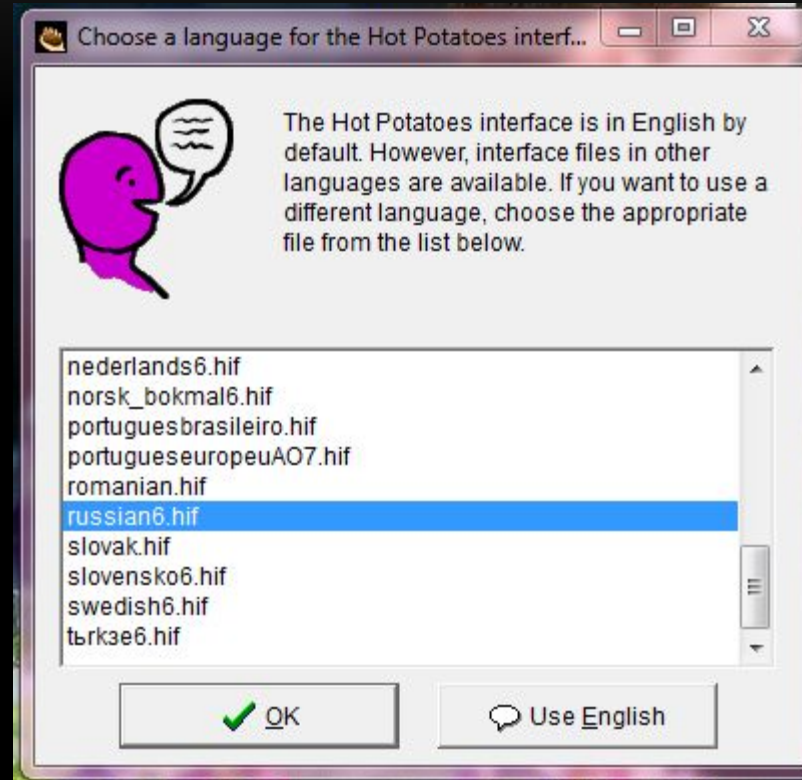 Choose a language for the Hot Potatoes interf...
The Hot Potatoes interface is in English by
default. However, interface files in other
languages are available. If you want to use a
different language, choose the appropriate
file from the list below.
nederlands6.hif
norsk_bokmal6.hif
portuguesbrasileiro.hif
portugueseuropeuAO7.hif
romanian.hif
russian6.hif
slovak.hif
slovensko6.hif
swedish6.hif
tьrkзe6.hif
OK
Use English